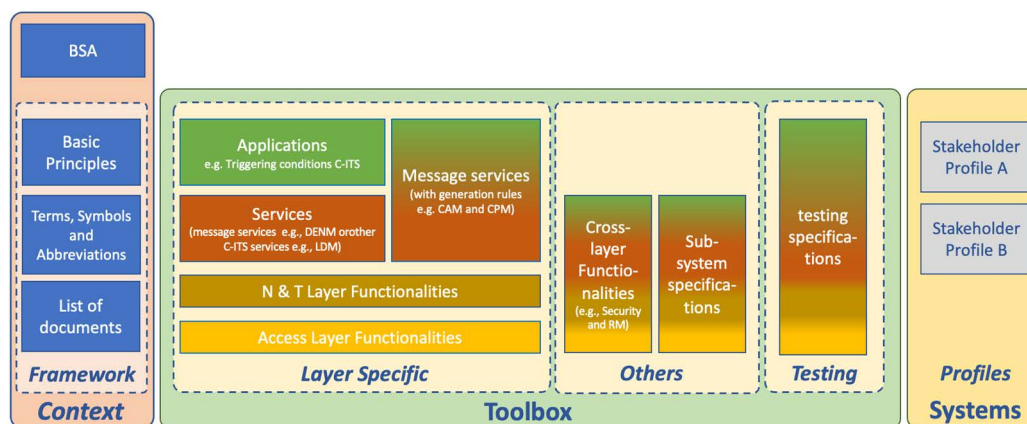 BSA
Basic
Principles
Terms, Symbols
and
Abbreviations
List of
documents
Framework
Context
Applications
e.g. Triggering conditions C-ITS
Services
(message services  e.g., DENM orother
C-ITS services e.g., LDM)
Message services
(with generation rules
e.g. CAM and CPM)
N & T Layer Functionalities
Access Layer Functionalities
Layer Specific
Cross-
layer
Functio-
nalities
(e.g., Security
and RM)
Sub-
system
specifica-
tions
Others
testing
specifica-
tions
Testing
Toolbox
Stakeholder
Profile A
Stakeholder
Profile B
Profiles
Systems